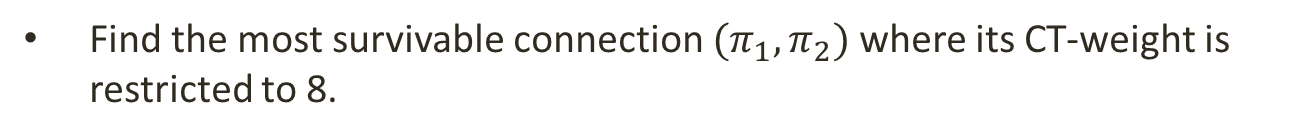 • Find the most survivable connection (π₁, π₂) where its CT-weight is
restricted to 8.